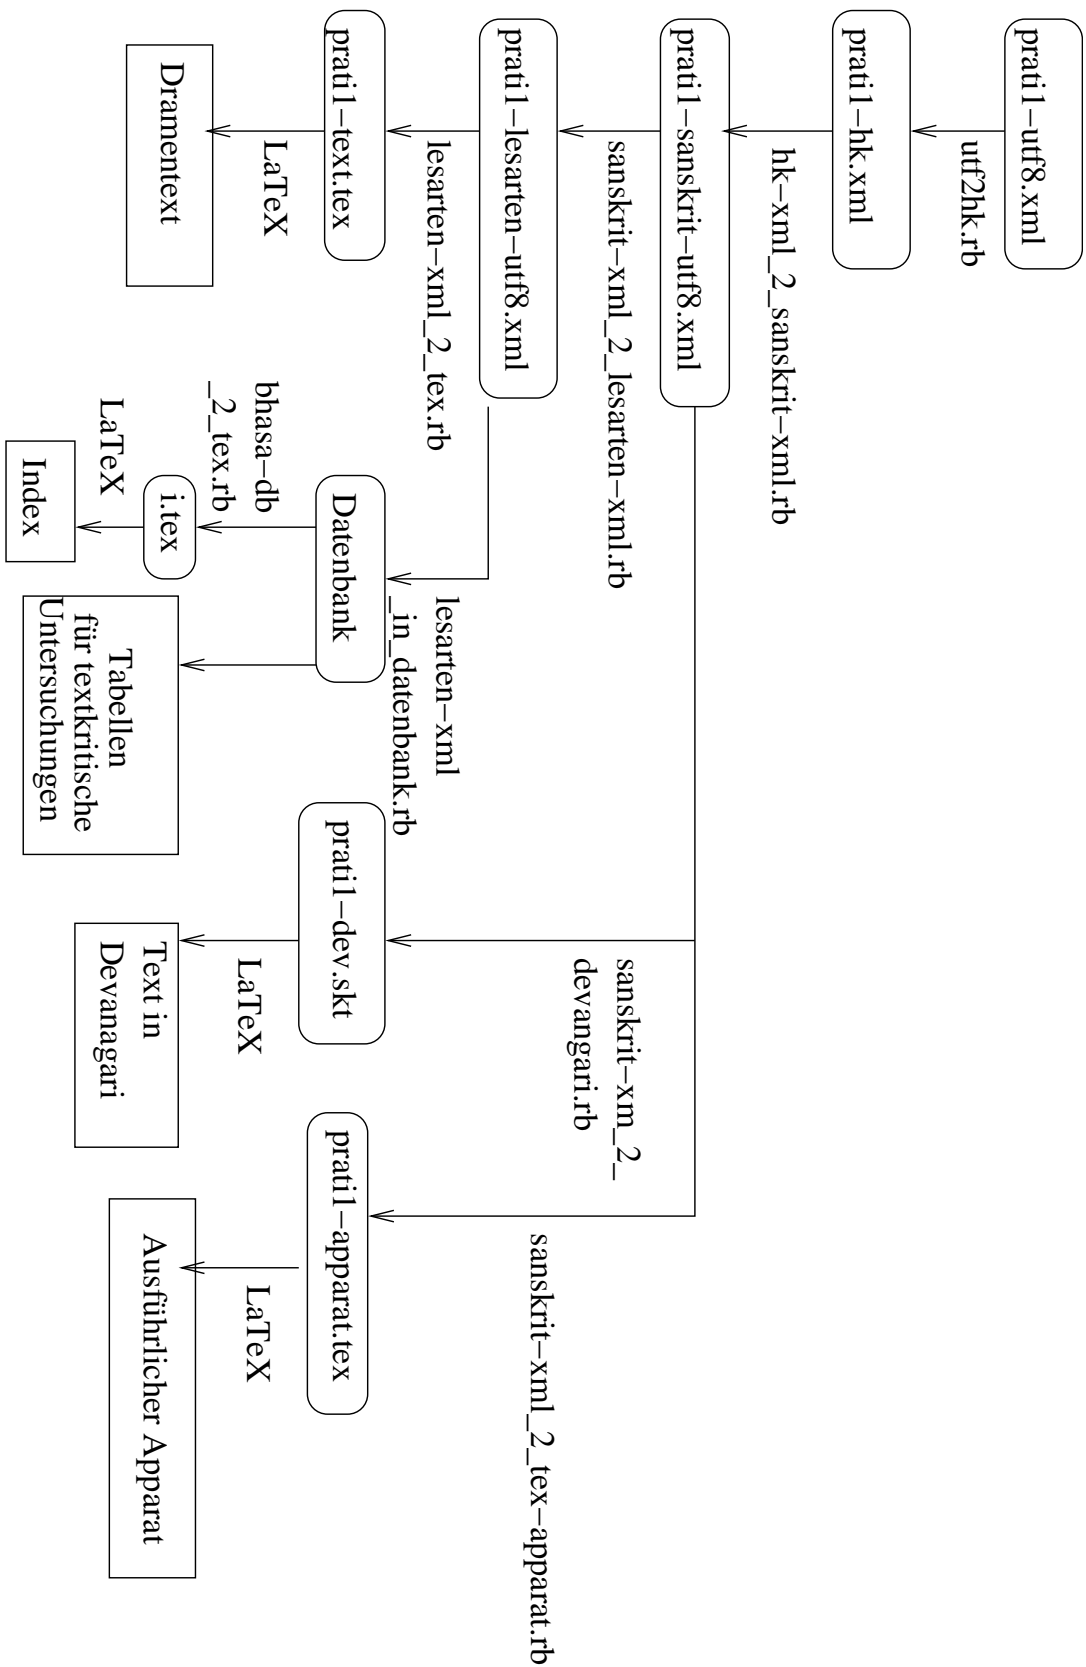 prati1–utf8.xml
utf2hk.rb
prati1–hk.xml
hk–xml_2_sanskrit–xml.rb
prati1–sanskrit–utf8.xml
sanskrit–xml_2_lesarten–xml.rb
sanskrit–xm_2_
devangari.rb
sanskrit–xml_2_tex–apparat.rb
prati1–lesarten–utf8.xml
lesarten–xml_2_tex.rb
lesarten–xml
_in_datenbank.rb
prati1–text.tex
Datenbank
prati1–dev.skt
prati1–apparat.tex
LaTeX
bhasa–db
_2_tex.rb
LaTeX
LaTeX
Dramentext
i.tex
LaTeX
Index
Tabellen
für textkritische
Untersuchungen
Text in
Devanagari
Ausführlicher Apparat